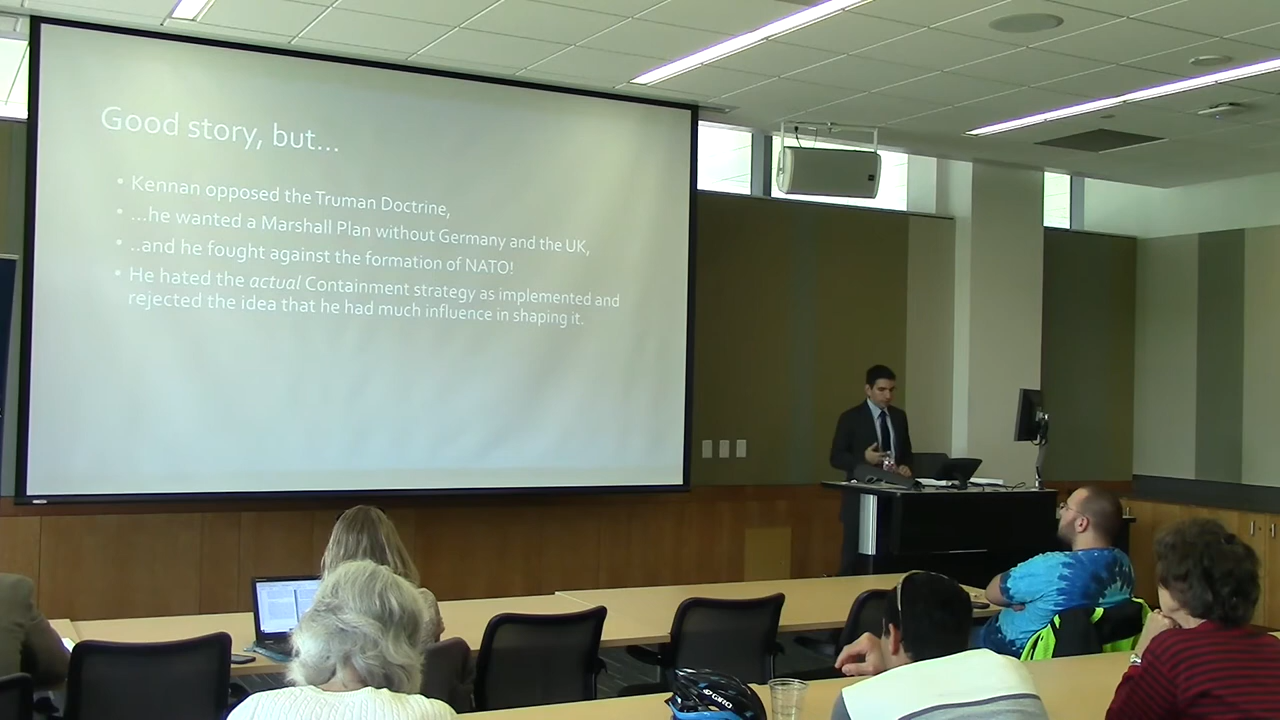 Good story, but...
• Kennan opposed the Truman Doctrine,
• ...he wanted a Marshall Plan without Germany and the UK,
• ..and he fought against the formation of NATO!
• He hated the actual Containment strategy as implemented and
rejected the idea that he had much influence in shaping it.
GIRO